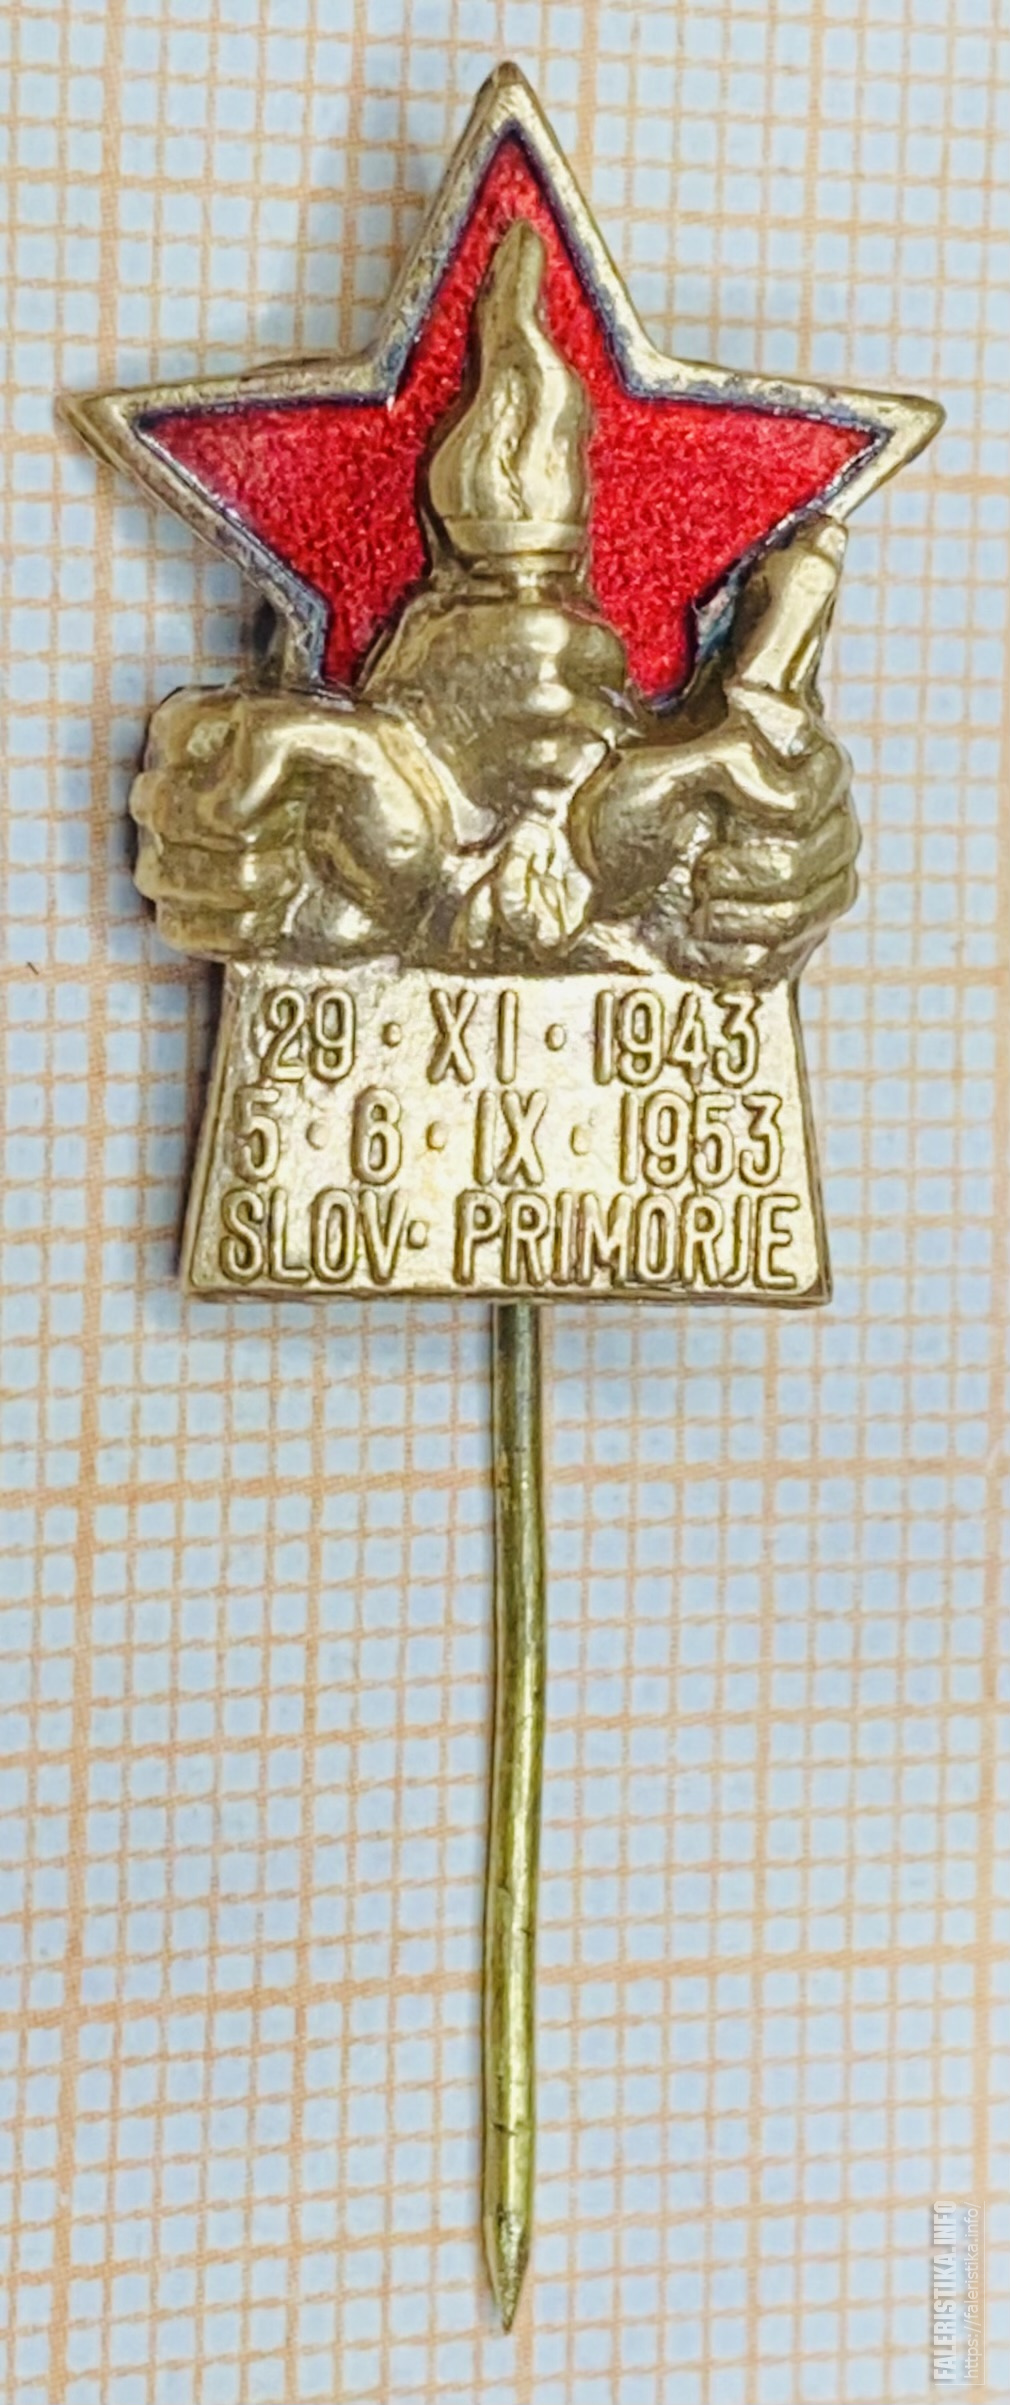 29·XI·1943
5·6·IX·1953
SLOV·PRIMORJE
FALERISTIKA.INFO
https://faleristika.info/